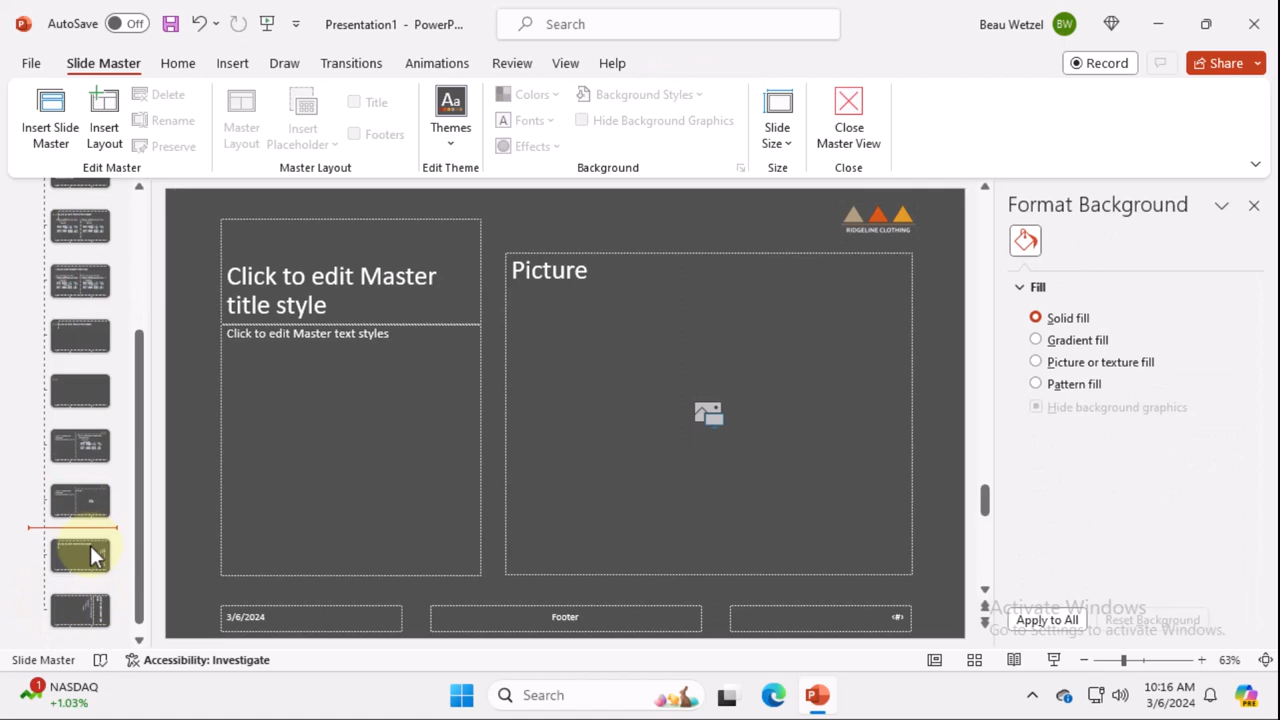 AutoSave Off Presentation1 - PowerP... Search Beau Wetzel BW
File Slide Master Home Insert Draw Transitions Animations Review View Help Record Share
Insert Slide Master
Insert Layout
Delete
Rename
Preserve
Edit Master
Master Layout
Insert Placeholder
Title
Footers
Master Layout
Aa
Themes
Edit Theme
Colors
Fonts
Effects
Background Styles
Hide Background Graphics
Background
Slide Size
Size
Close Master View
Close
RIDGELINE CLOTHING
Click to edit Master
title style
Click to edit Master text styles
Picture
3/6/2024
Footer
‹#›
Format Background
Fill
Solid fill
Gradient fill
Picture or texture fill
Pattern fill
Hide background graphics
Activate Windows
Go to Settings to activate Windows.
Apply to All Reset Background
Slide Master Accessibility: Investigate 63%
1 NASDAQ
+1.03%
Search
PRE
10:16 AM
3/6/2024